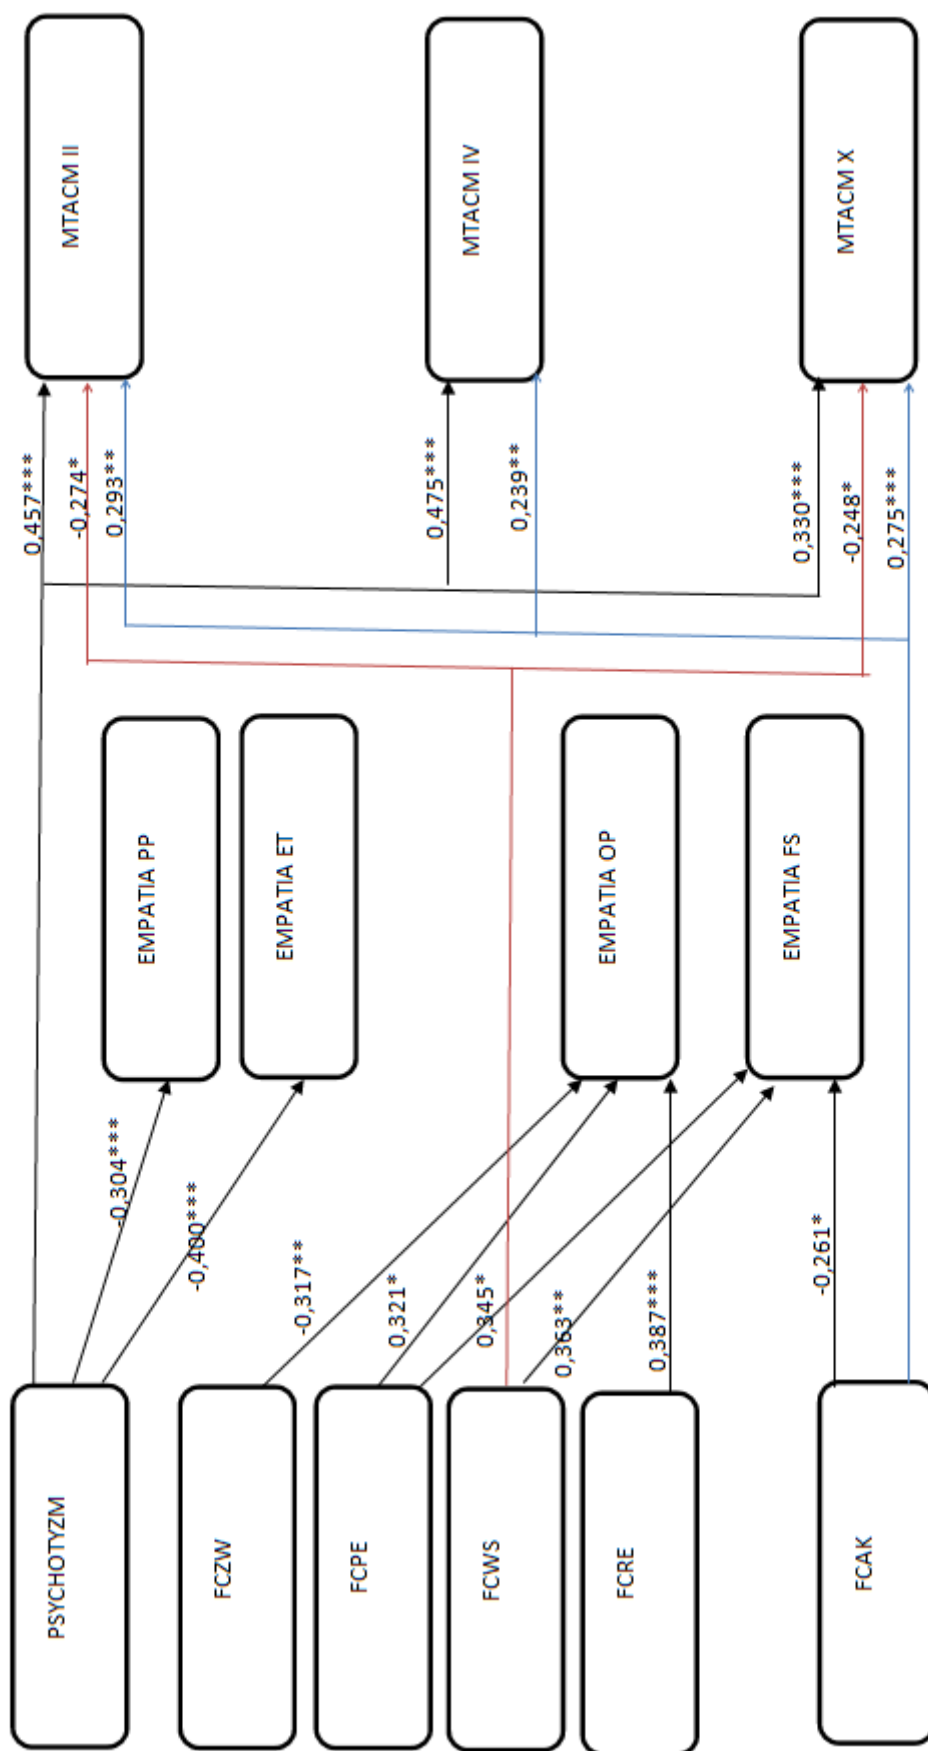 PSYCHOTYZM
FCZW
FCPE
FCWS
FCRE
FCAK
-0,304***
-0,400***
-0,317**
0,321*
0,345*
0,363**
0,387***
-0,261*
EMPATIA PP
EMPATIA ET
EMPATIA OP
EMPATIA FS
0,457***
-0,274*
0,293**
0,475***
0,239**
0,330***
-0,248*
0,275***
MTACM II
MTACM IV
MTACM X